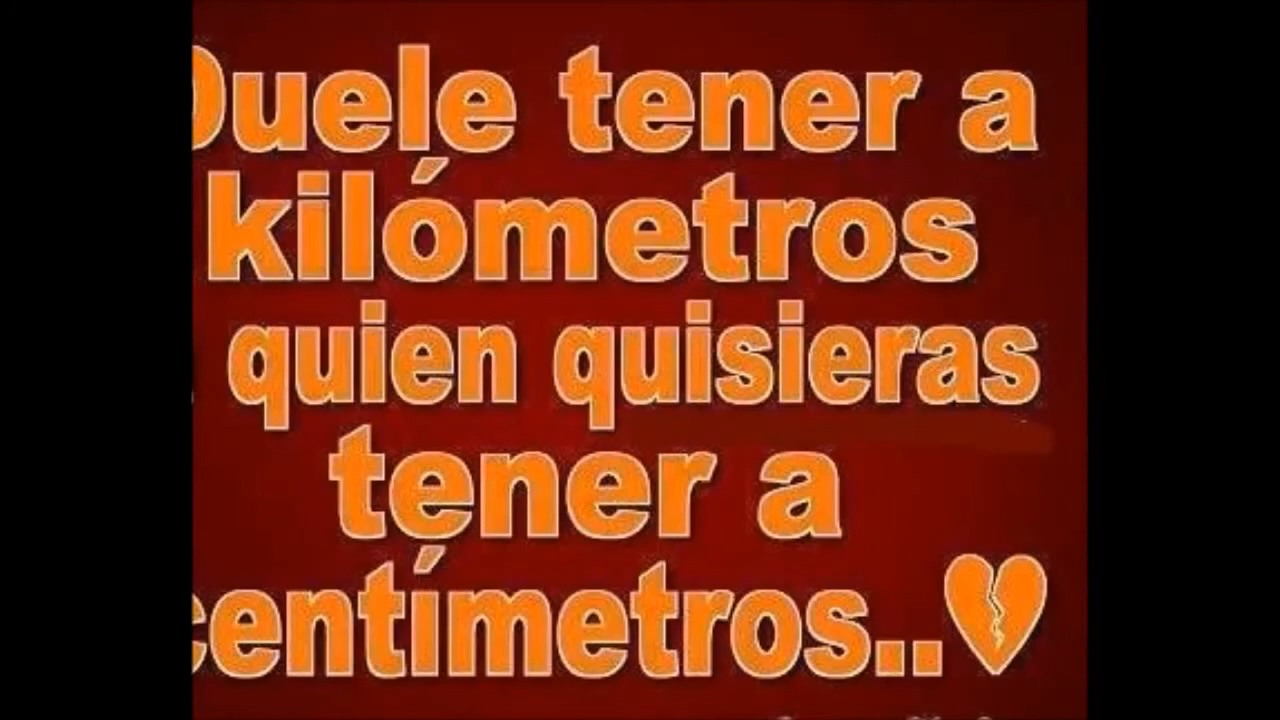 Duele tener a
kilómetros
quien quisieras
tener a
centímetros..